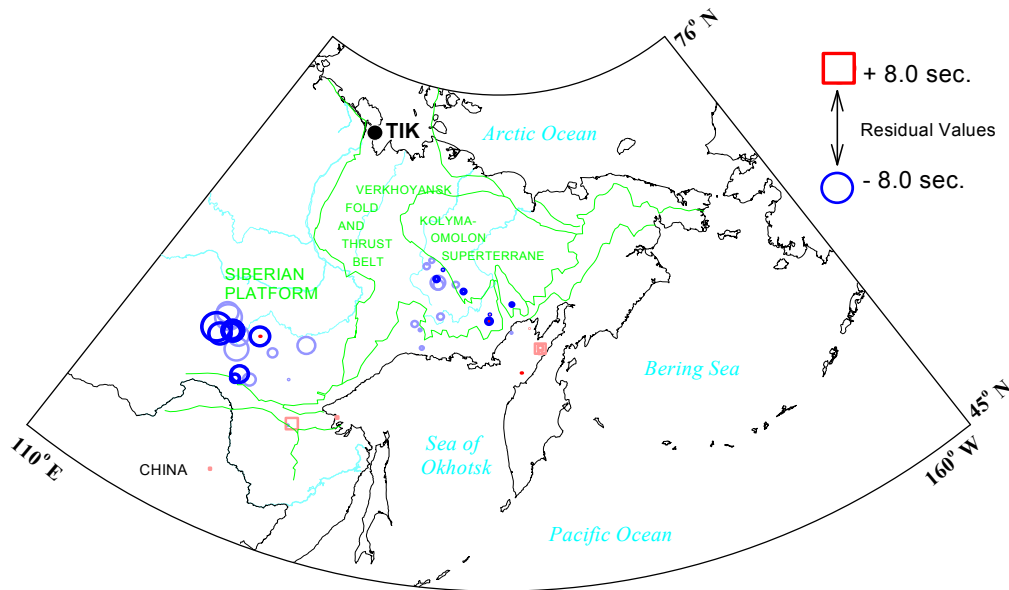 76° N
+ 8.0 sec.
TIK
Arctic Ocean
Residual Values
- 8.0 sec.
VERKHOYANSK
FOLD
AND
THRUST
BELT
KOLYMA-
OMOLON
SUPERTERRANE
SIBERIAN
PLATFORM
Bering Sea
45° N
110° E
CHINA
Sea of
Okhotsk
160° W
Pacific Ocean